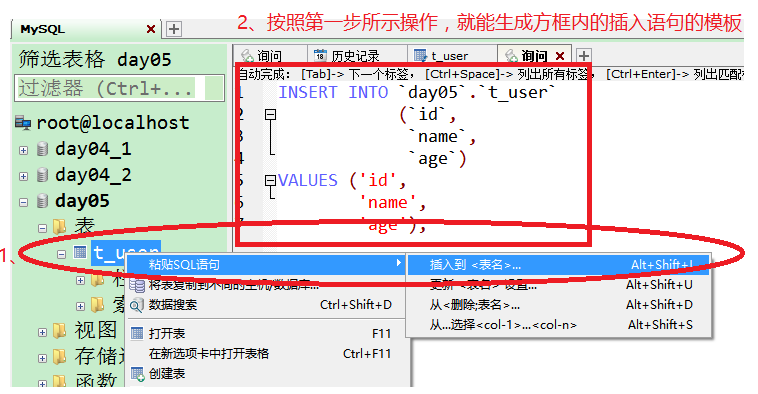 2、按照第一步所示操作，就能生成方框内的插入语句的模板
MySQL
筛选表格 day05
过滤器 (Ctrl+...
root@localhost
day04_1
day04_2
day05
表
1、
t_user
视图
函数
询问 历史记录 t_user 询问
自动完成: [Tab]-> 下一个标签, [Ctrl+Space]-> 列出所有标签, [Ctrl+Enter]-> 列出匹配
1 INSERT INTO `day05`.`t_user`
2 (`id`,
3 `name`,
4 `age`)
5 VALUES ('id',
6 'name',
7 'age');
粘贴SQL语句
将表复制到不同的主机/数据库...
数据搜索 Ctrl+Shift+D
打开表 F11
在新选项卡中打开表格 Ctrl+F11
创建表
插入到 <表名>... Alt+Shift+I
更新 <表名> 设置... Alt+Shift+U
从<删除;表名>... Alt+Shift+D
从...选择<col-1>...<col-n> Alt+Shift+S